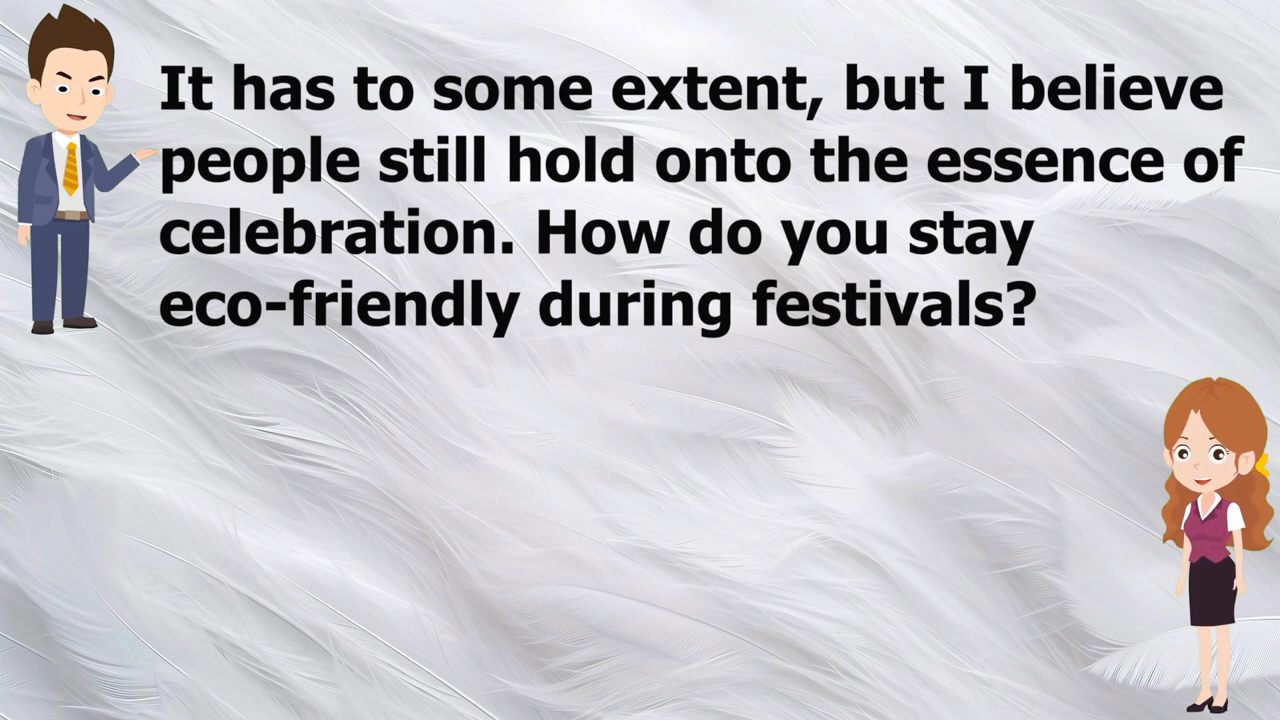 It has to some extent, but I believe
people still hold onto the essence of
celebration. How do you stay
eco-friendly during festivals?